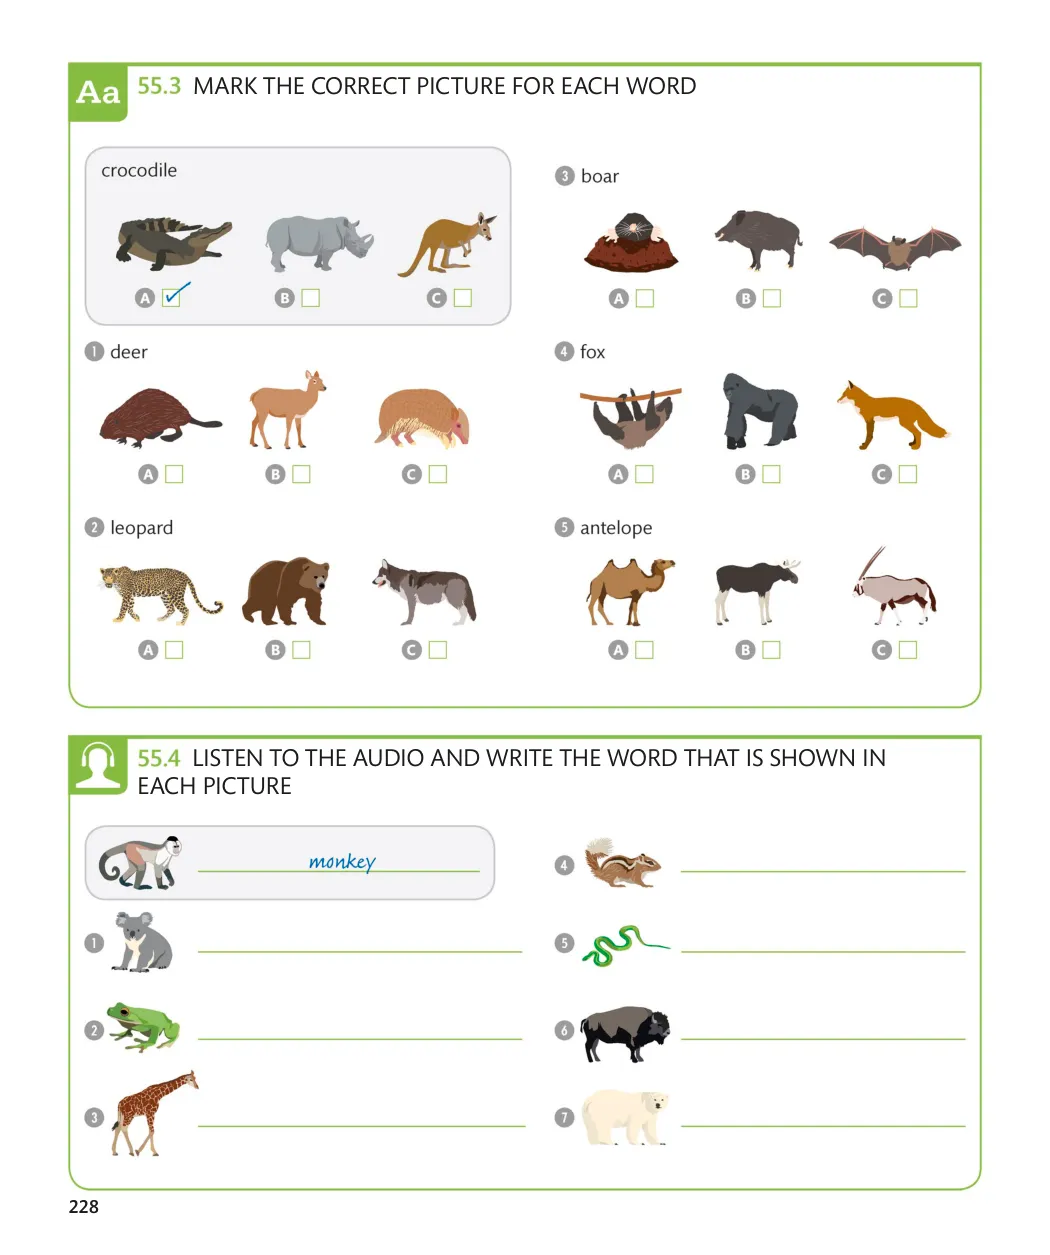 Aa 55.3 MARK THE CORRECT PICTURE FOR EACH WORD
crocodile
A B C
1 deer
A B C
2 leopard
A B C
3 boar
A B C
4 fox
A B C
5 antelope
A B C
55.4 LISTEN TO THE AUDIO AND WRITE THE WORD THAT IS SHOWN IN
EACH PICTURE
monkey
1
2
3
4
5
6
7
228